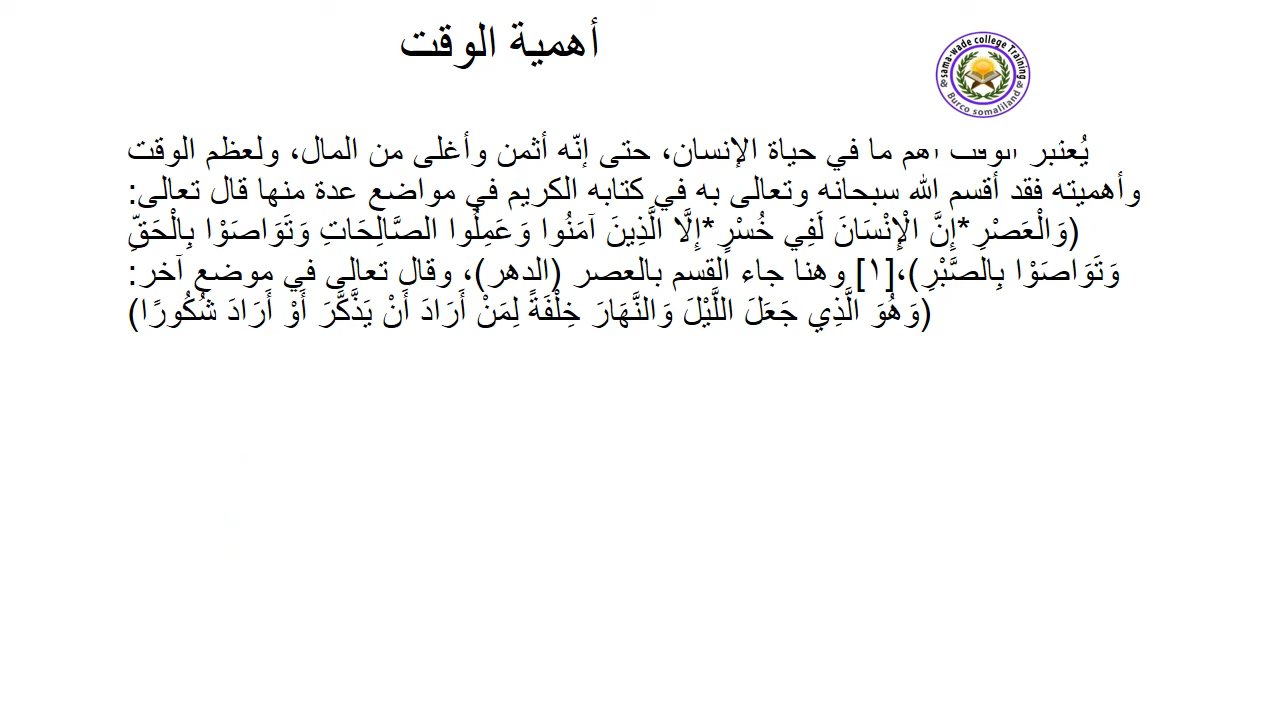 أهمية الوقت
sama-wade college Training
Burco somaliland
يُعتبر الوقت أهم ما في حياة الإنسان، حتى إنّه أثمن وأغلى من المال، ولعظم الوقت
وأهميته فقد أقسم الله سبحانه وتعالى به في كتابه الكريم في مواضع عدة منها قال تعالى:
(وَالْعَصْرِ*إِنَّ الْإِنْسَانَ لَفِي خُسْرٍ*إِلَّا الَّذِينَ آمَنُوا وَعَمِلُوا الصَّالِحَاتِ وَتَوَاصَوْا بِالْحَقِّ
وَتَوَاصَوْا بِالصَّبْرِ)،[١] وهنا جاء القسم بالعصر (الدهر)، وقال تعالى في موضع آخر:
(وَهُوَ الَّذِي جَعَلَ اللَّيْلَ وَالنَّهَارَ خِلْفَةً لِمَنْ أَرَادَ أَنْ يَذَّكَّرَ أَوْ أَرَادَ شُكُورًا)